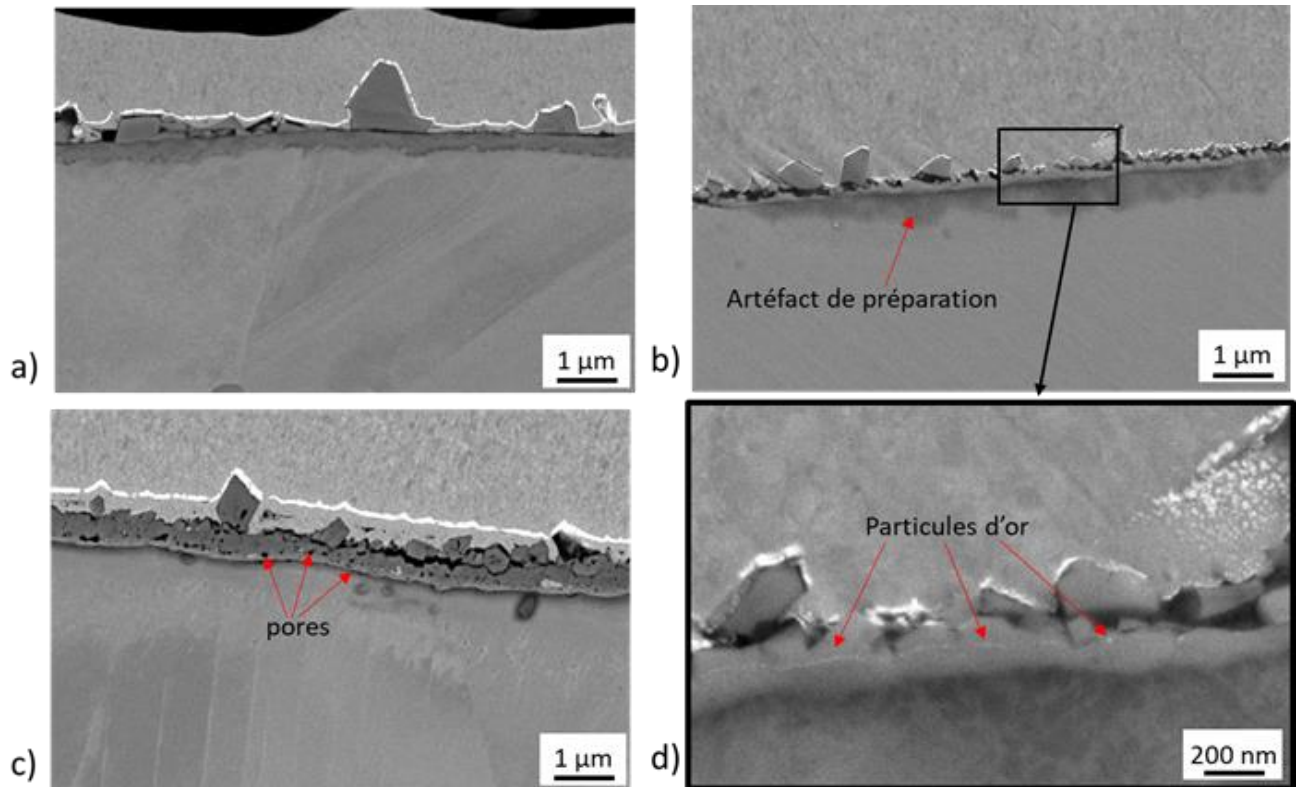 a)
1 µm
b)
Artéfact de préparation
1 µm
c)
pores
1 µm
d)
Particules d'or
200 nm